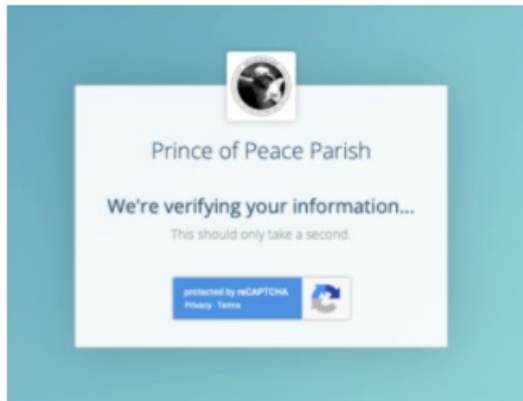 Prince of Peace Parish
We're verifying your information...
This should only take a second.
protected by reCAPTCHA
Privacy - Terms